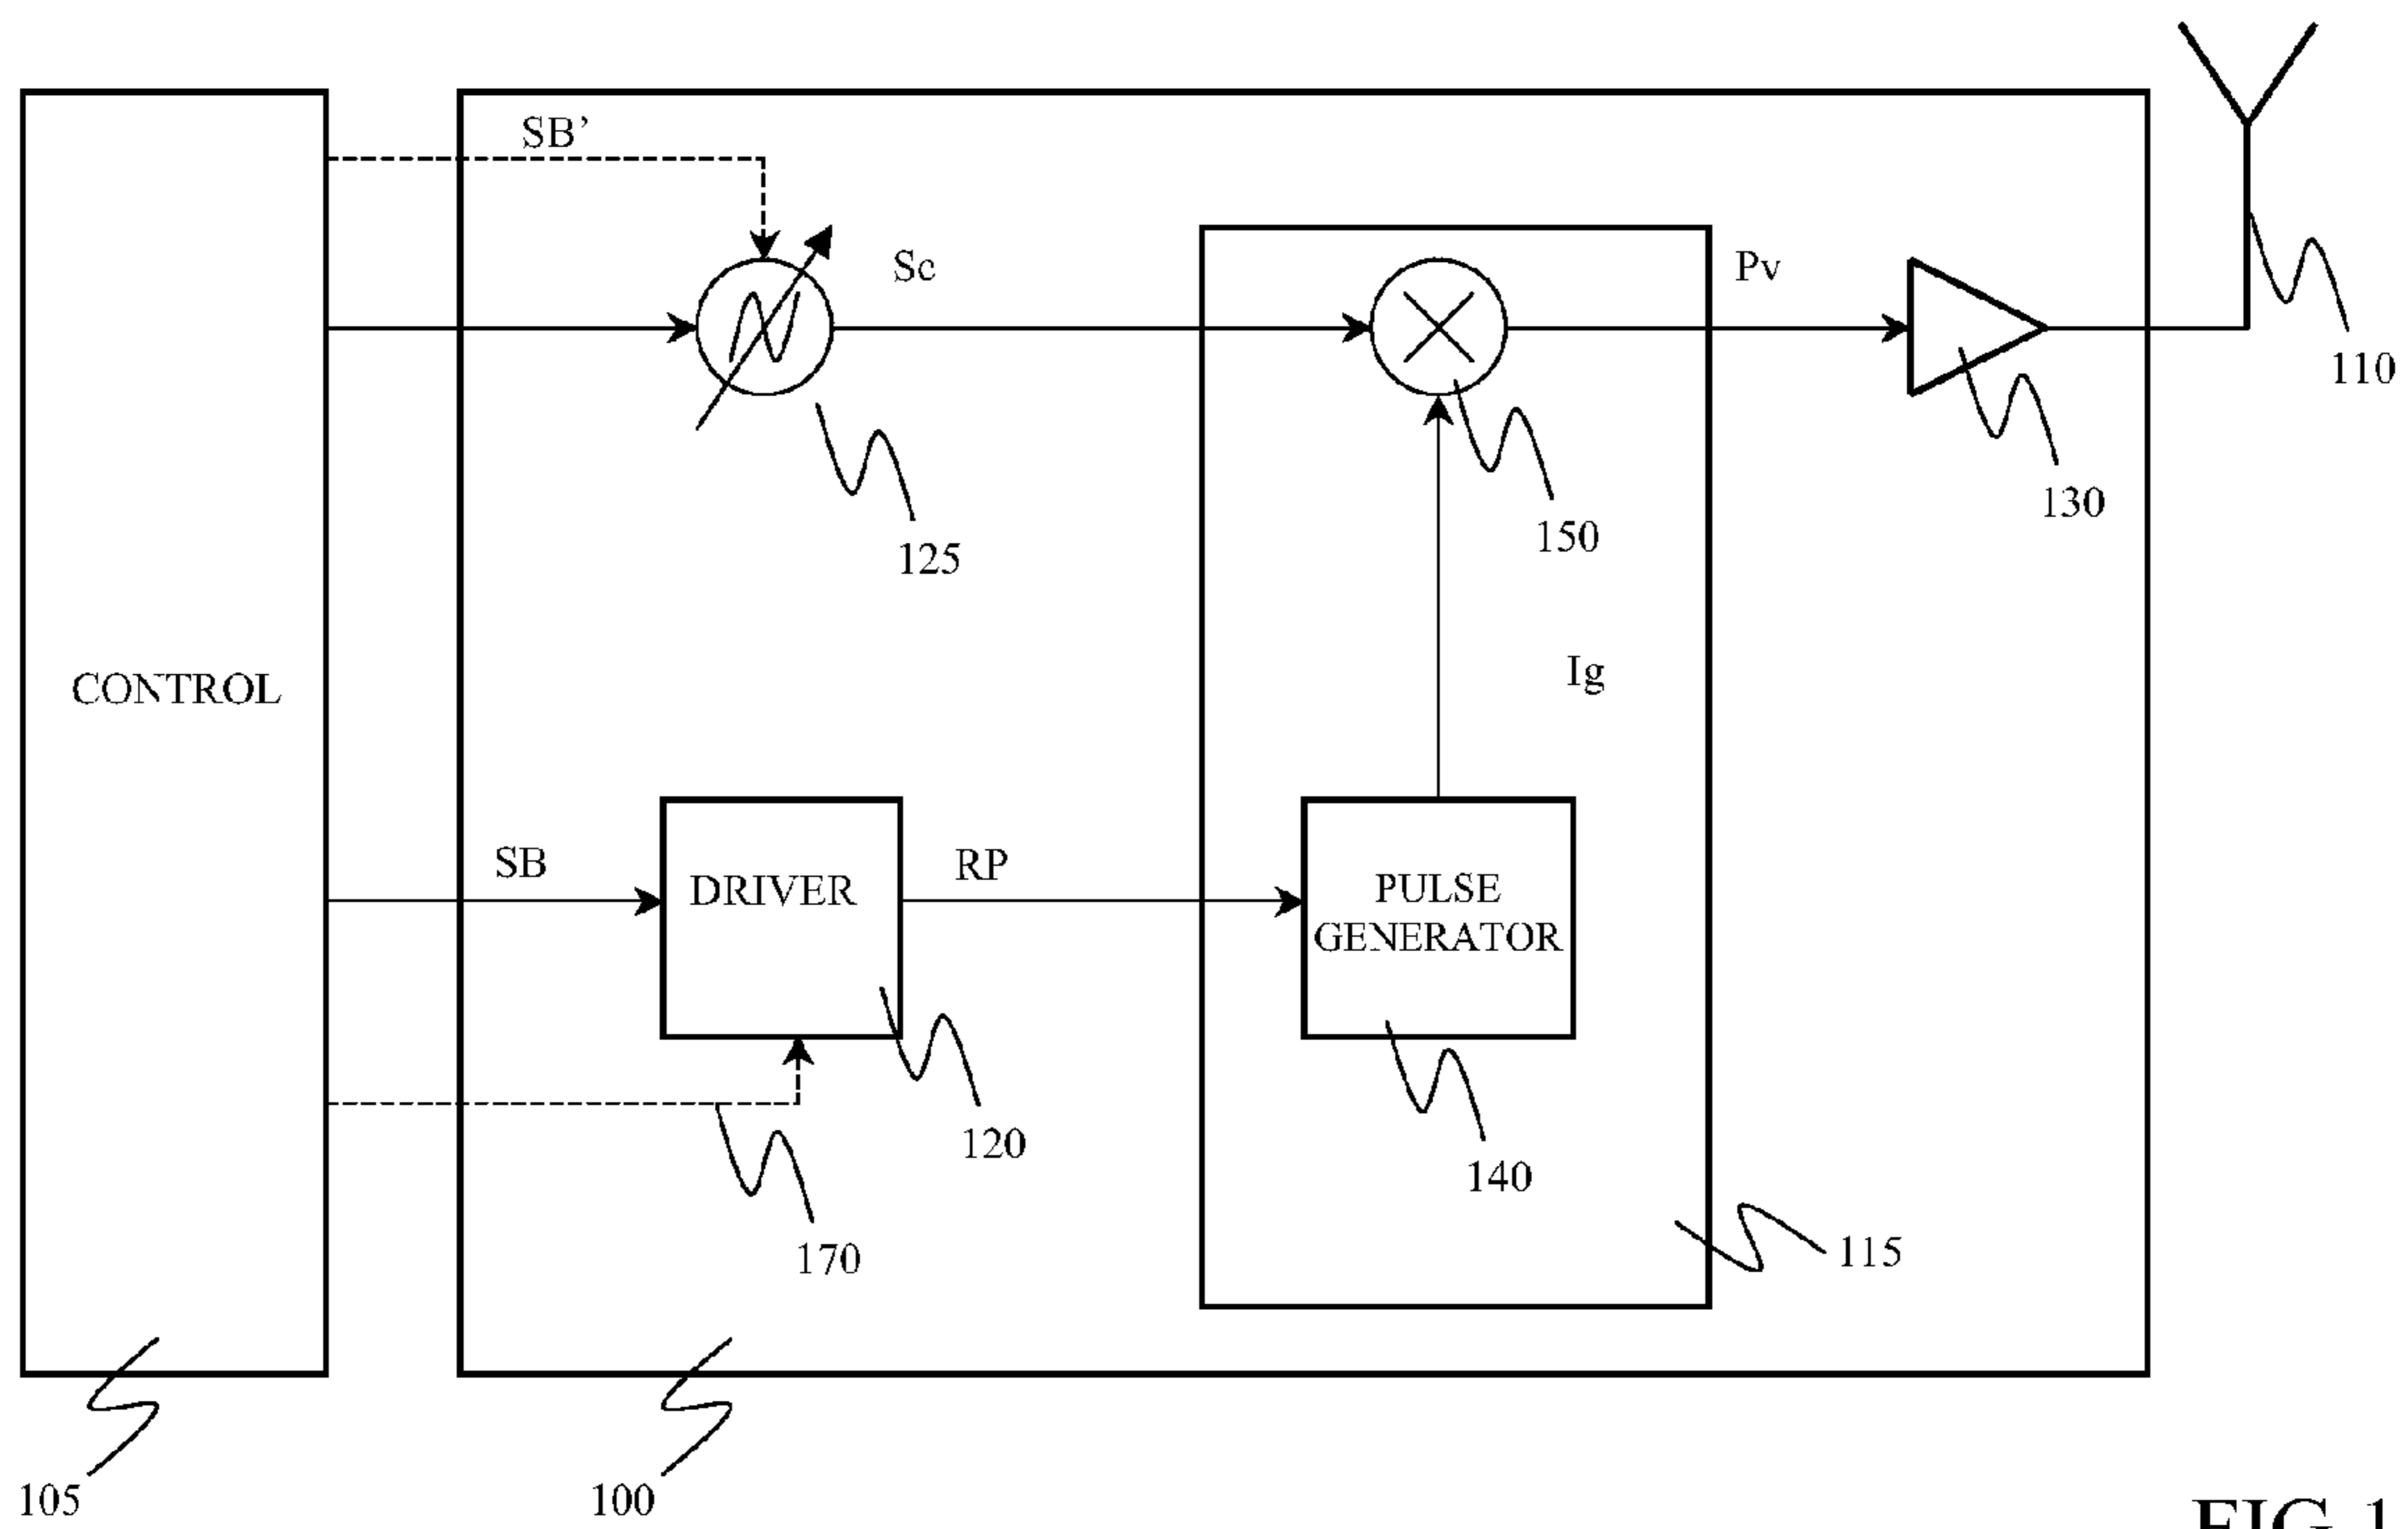 SB’
Sc
Pv
110
130
150
125
CONTROL
Ig
SB
DRIVER
RP
PULSE
GENERATOR
120
140
170
115
105
100
FIG 1